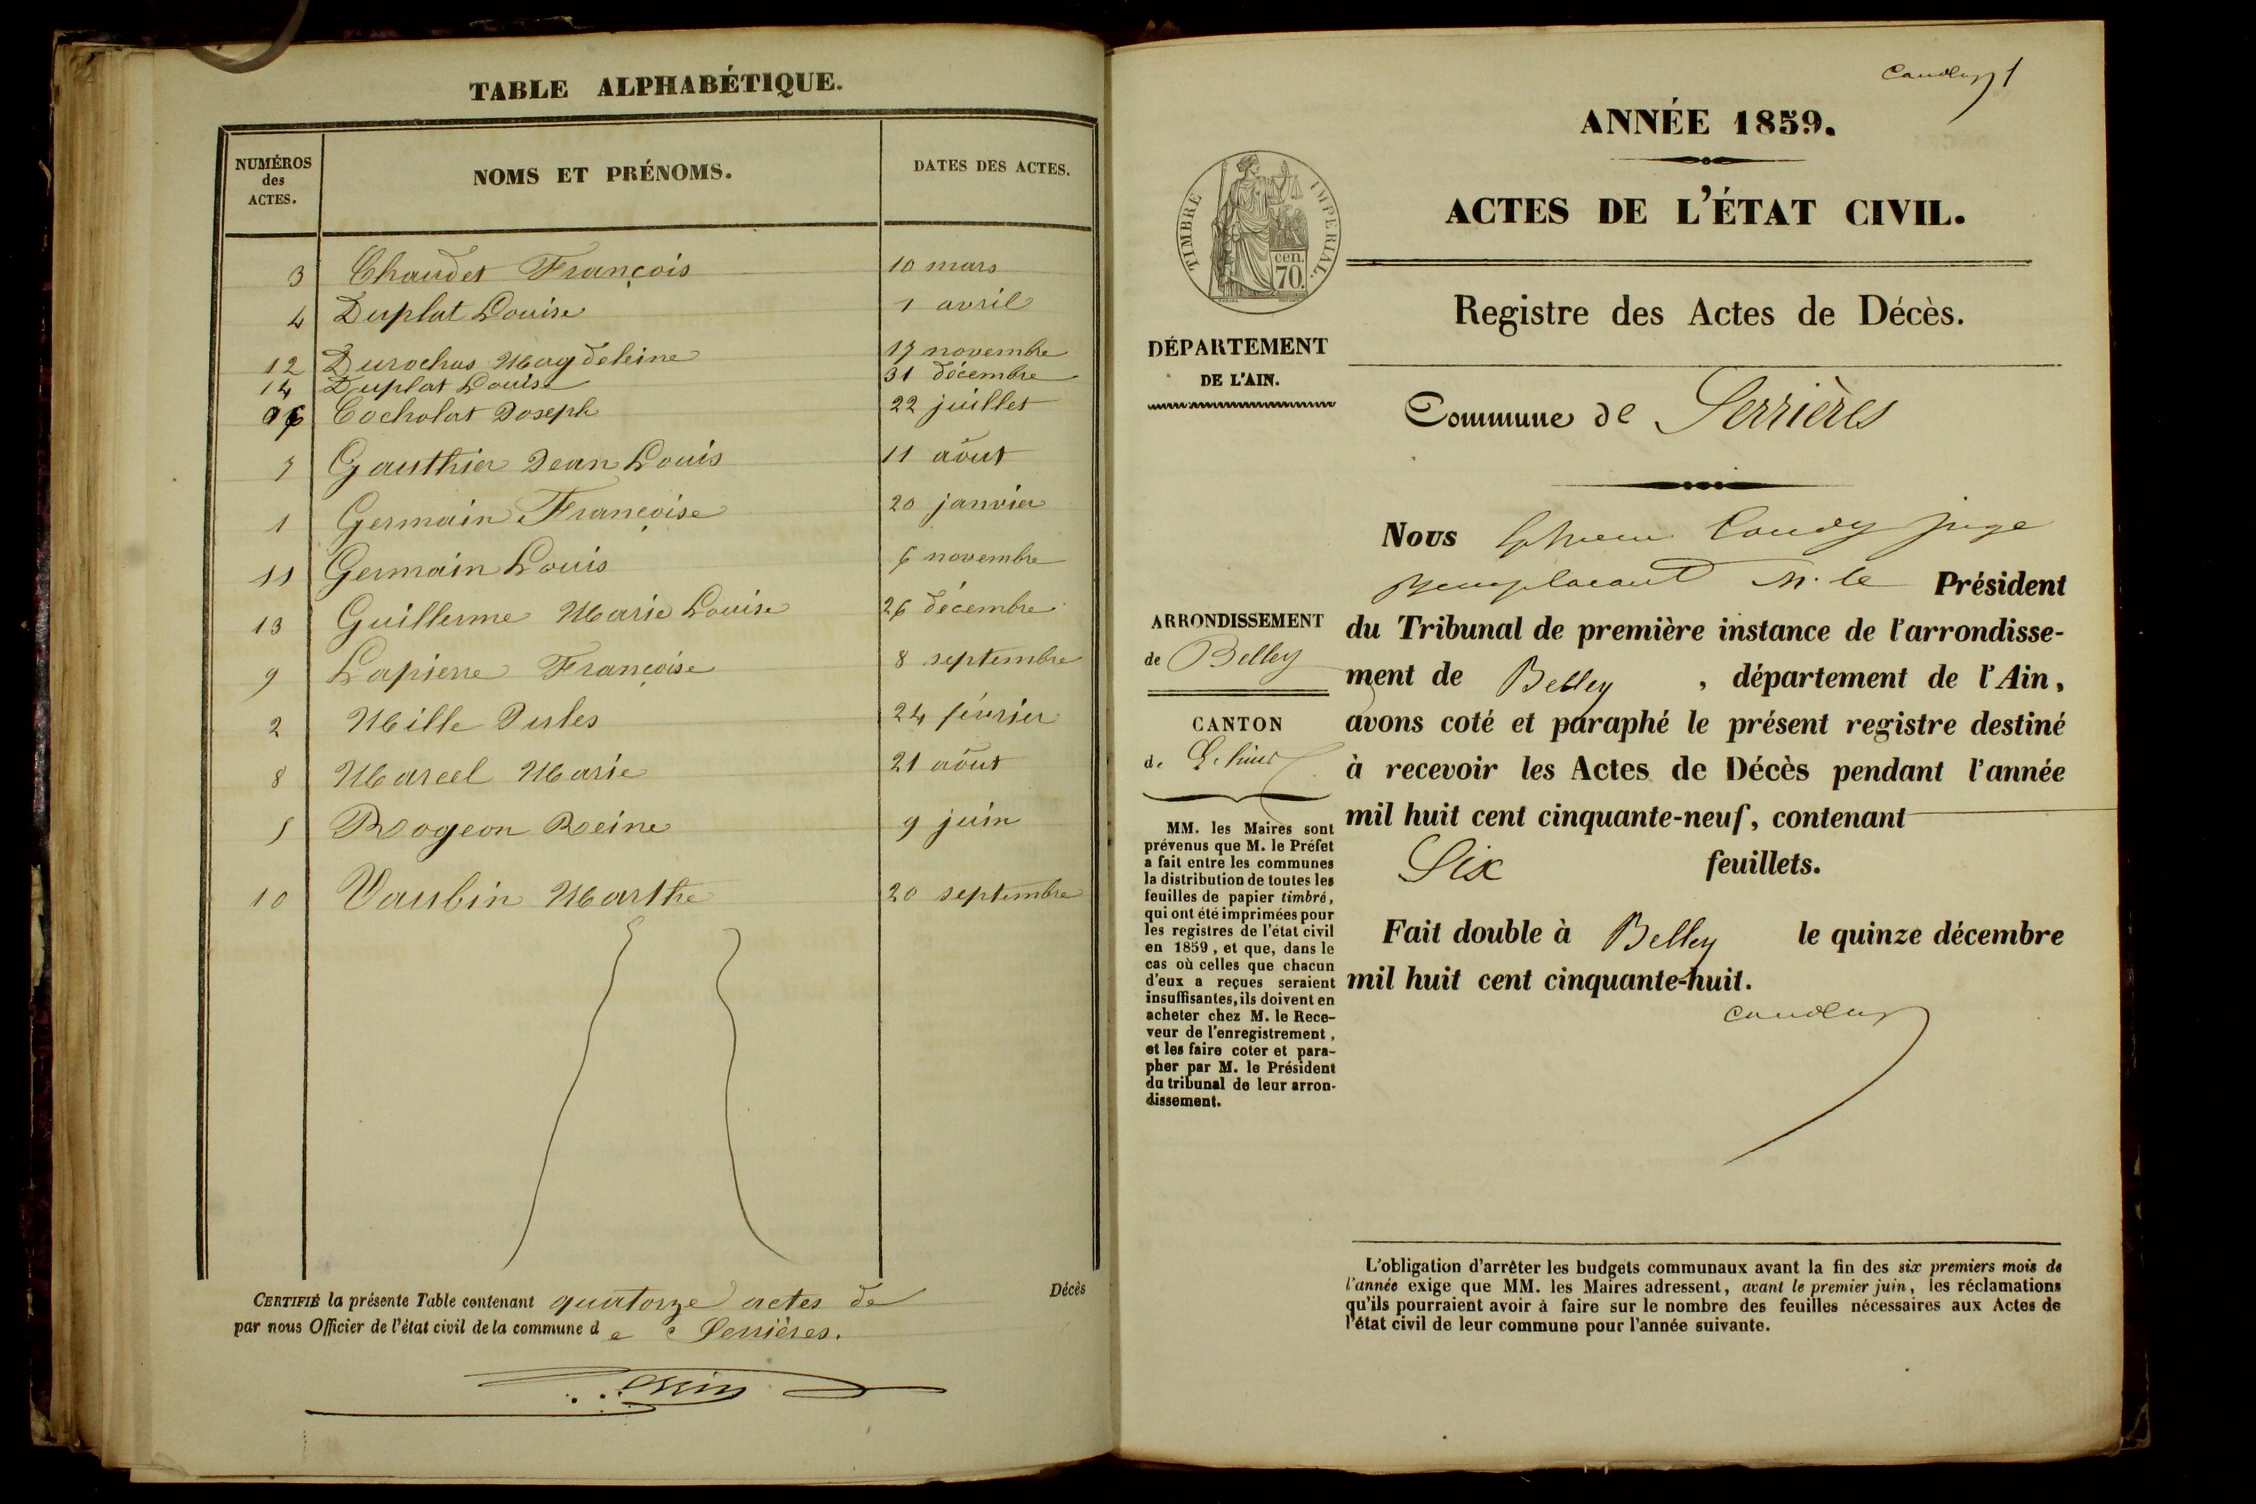 TABLE ALPHABÉTIQUE.
NUMÉROS des ACTES. NOMS ET PRÉNOMS. DATES DES ACTES.
3 Chaudet François 10 mars
4 Duplat Louise 1 avril
12 Durochas Magdeleine 17 novembre
14 Duplat Louise 31 décembre
6 Cocholat Joseph 22 juillet
7 Gauthier Jean Louis 11 aôut
1 Germain Françoise 20 janvier
11 Germain Louis 6 novembre
13 Guillerme Marie Louise 26 décembre
9 Lapierre Françoise 8 septembre
2 Mille Jules 24 février
8 Marcel Marie 21 aôut
5 Rogeon Reine 9 juin
10 Vaubin Marthe 20 septembre
CERTIFIÉ la présente Table contenant quatorze actes de Décès
par nous Officier de l'état civil de la commune de Serrières.
1
ANNÉE 1859.
ACTES DE L'ÉTAT CIVIL.
TIMBRE IMPERIAL.
cen.
70.
Registre des Actes de Décès.
DÉPARTEMENT
DE L'AIN.
Commune de Serrières
ARRONDISSEMENT
de Belley
CANTON
de
MM. les Maires sont
prévenus que M. le Préfet
a fait entre les communes
la distribution de toutes les
feuilles de papier timbré,
qui ont été imprimées pour
les registres de l'état civil
en 1859, et que, dans le
cas où celles que chacun
d'eux a reçues seraient
insuffisantes, ils doivent en
acheter chez M. le Rece-
veur de l'enregistrement,
et les faire coter et para-
pher par M. le Président
du tribunal de leur arron-
dissement.
Nous juge
Remplacant M. le Président
du Tribunal de première instance de l'arrondisse-
ment de Belley, département de l'Ain,
avons coté et paraphé le présent registre destiné
à recevoir les Actes de Décès pendant l'année
mil huit cent cinquante-neuf, contenant
Six feuillets.
Fait double à Belley le quinze décembre
mil huit cent cinquante-huit.
L'obligation d'arrêter les budgets communaux avant la fin des six premiers mois de
l'année exige que MM. les Maires adressent, avant le premier juin, les réclamations
qu'ils pourraient avoir à faire sur le nombre des feuilles nécessaires aux Actes de
l'état civil de leur commune pour l'année suivante.